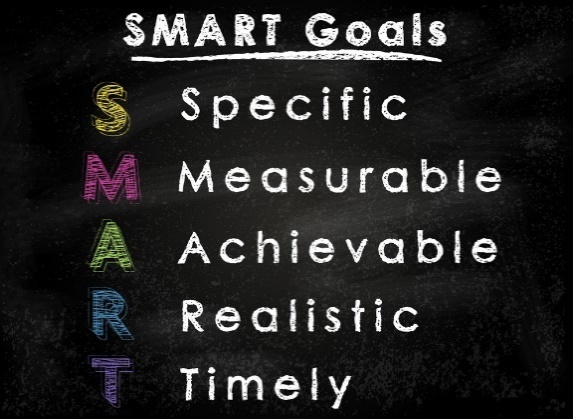 SMART Goals
S Specific
M Measurable
A Achievable
R Realistic
T Timely